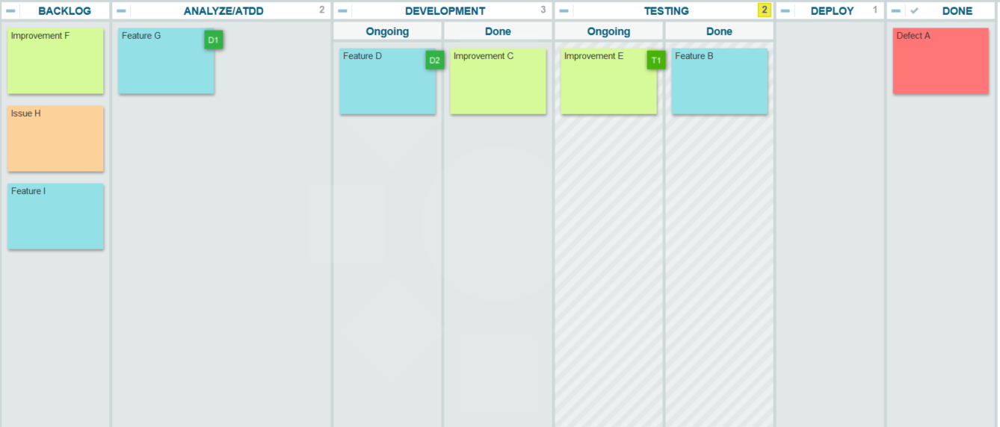 BACKLOG
ANALYZE/ATDD 2
DEVELOPMENT 3
TESTING 2
DEPLOY 1
DONE
Ongoing
Done
Ongoing
Done
Improvement F
Issue H
Feature I
Feature G
D1
Feature D
D2
Improvement C
Improvement E
T1
Feature B
Defect A